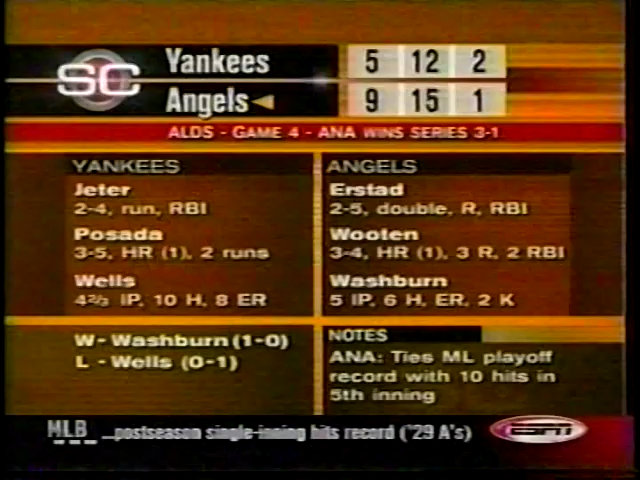 SC
Yankees 5 12 2
Angels 9 15 1
ALDS - GAME 4 - ANA WINS SERIES 3-1
YANKEES
Jeter
2-4, run, RBI
Posada
3-5, HR (1), 2 runs
Wells
4⅔ IP, 10 H, 8 ER
ANGELS
Erstad
2-5, double, R, RBI
Wooten
3-4, HR (1), 3 R, 2 RBI
Washburn
5 IP, 6 H, ER, 2 K
W - Washburn (1-0)
L - Wells (0-1)
NOTES
ANA: Ties ML playoff
record with 10 hits in
5th inning
MLB ...postseason single-inning hits record ('29 A's) ESPN